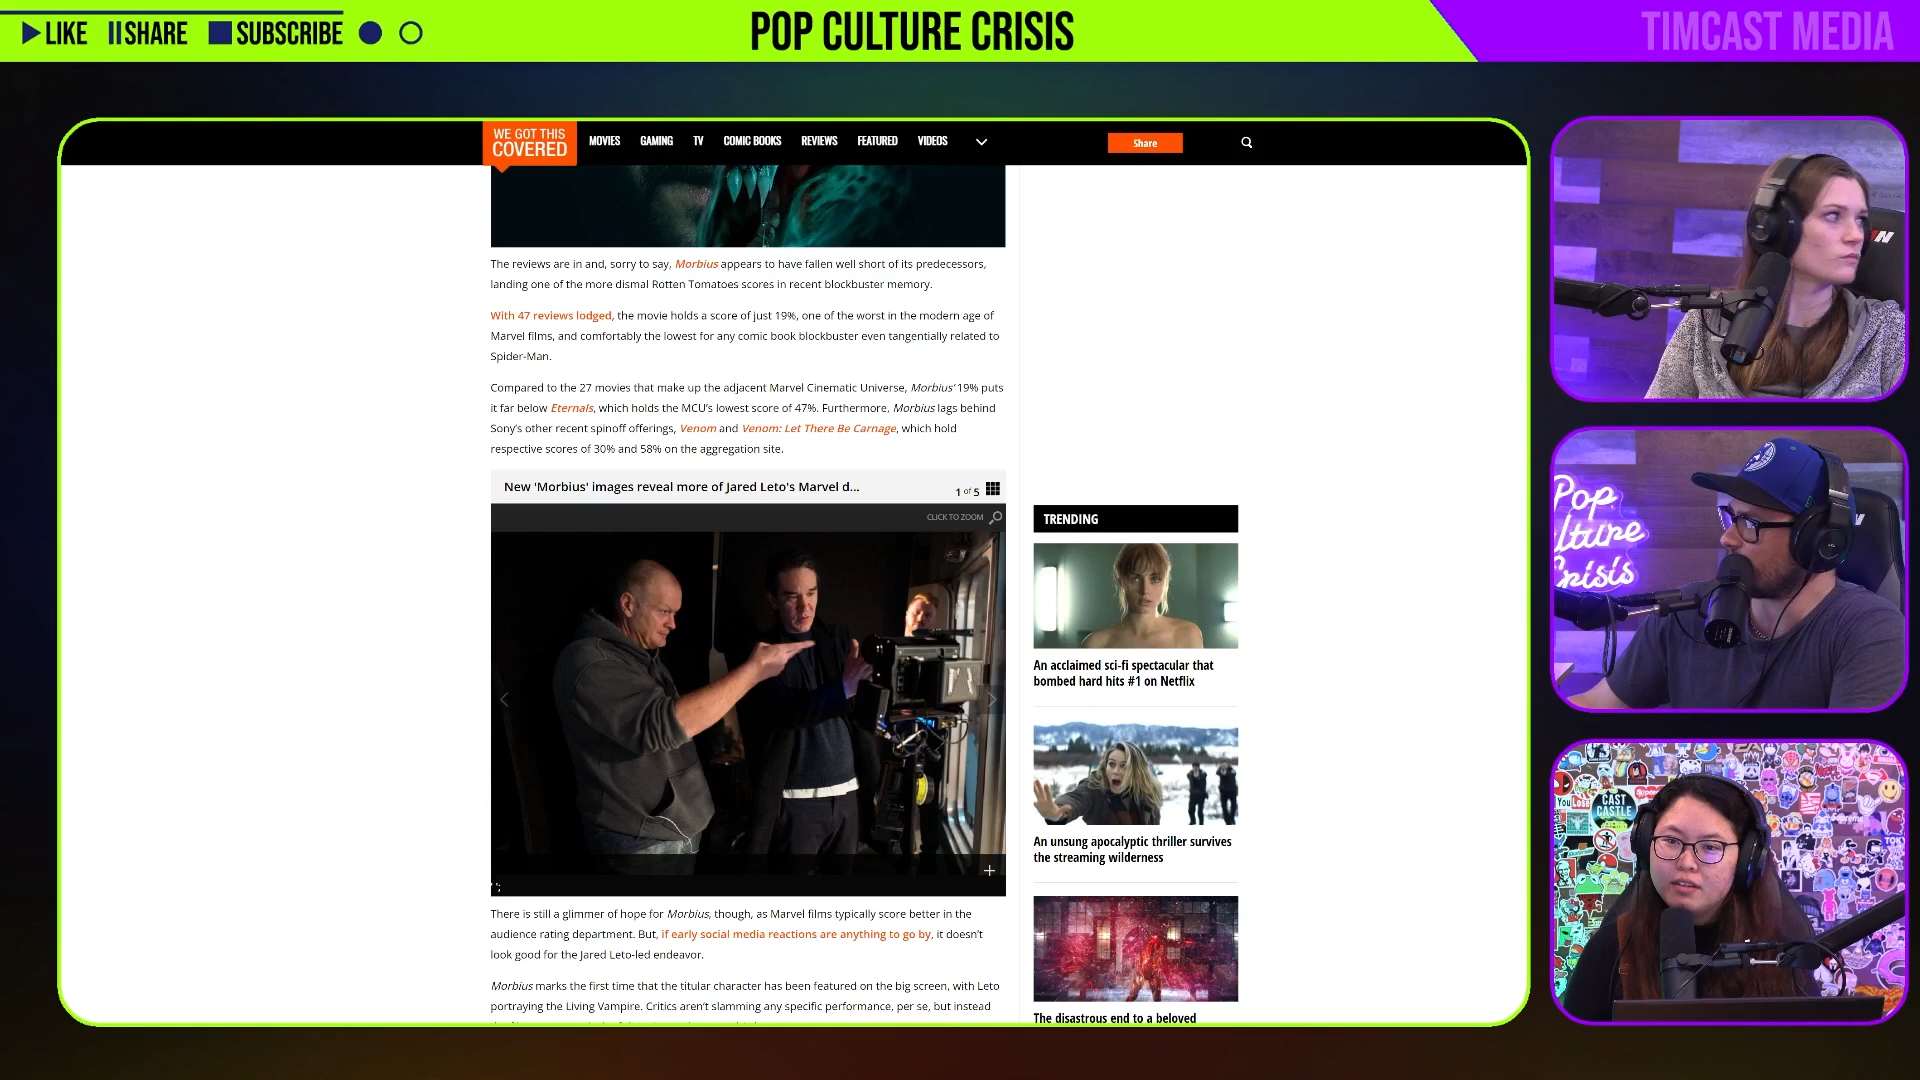 LIKE SHARE SUBSCRIBE
POP CULTURE CRISIS
TIMCAST MEDIA
WE GOT THIS
COVERED
MOVIES GAMING TV COMIC BOOKS REVIEWS FEATURED VIDEOS
Share
The reviews are in and, sorry to say, Morbius appears to have fallen well short of its predecessors,
landing one of the more dismal Rotten Tomatoes scores in recent blockbuster memory.
With 47 reviews lodged, the movie holds a score of just 19%, one of the worst in the modern age of
Marvel films, and comfortably the lowest for any comic book blockbuster even tangentially related to
Spider-Man.
Compared to the 27 movies that make up the adjacent Marvel Cinematic Universe, Morbius' 19% puts
it far below Eternals, which holds the MCU's lowest score of 47%. Furthermore, Morbius lags behind
Sony's other recent spinoff offerings, Venom and Venom: Let There Be Carnage, which hold
respective scores of 30% and 58% on the aggregation site.
New 'Morbius' images reveal more of Jared Leto's Marvel d...
1 of 5
CLICK TO ZOOM
There is still a glimmer of hope for Morbius, though, as Marvel films typically score better in the
audience rating department. But, if early social media reactions are anything to go by, it doesn't
look good for the Jared Leto-led endeavor.
Morbius marks the first time that the titular character has been featured on the big screen, with Leto
portraying the Living Vampire. Critics aren't slamming any specific performance, per se, but instead
TRENDING
An acclaimed sci-fi spectacular that
bombed hard hits #1 on Netflix
An unsung apocalyptic thriller survives
the streaming wilderness
The disastrous end to a beloved
Pop
lture
Crisis
You Lose
CAST
CASTLE
Supreme